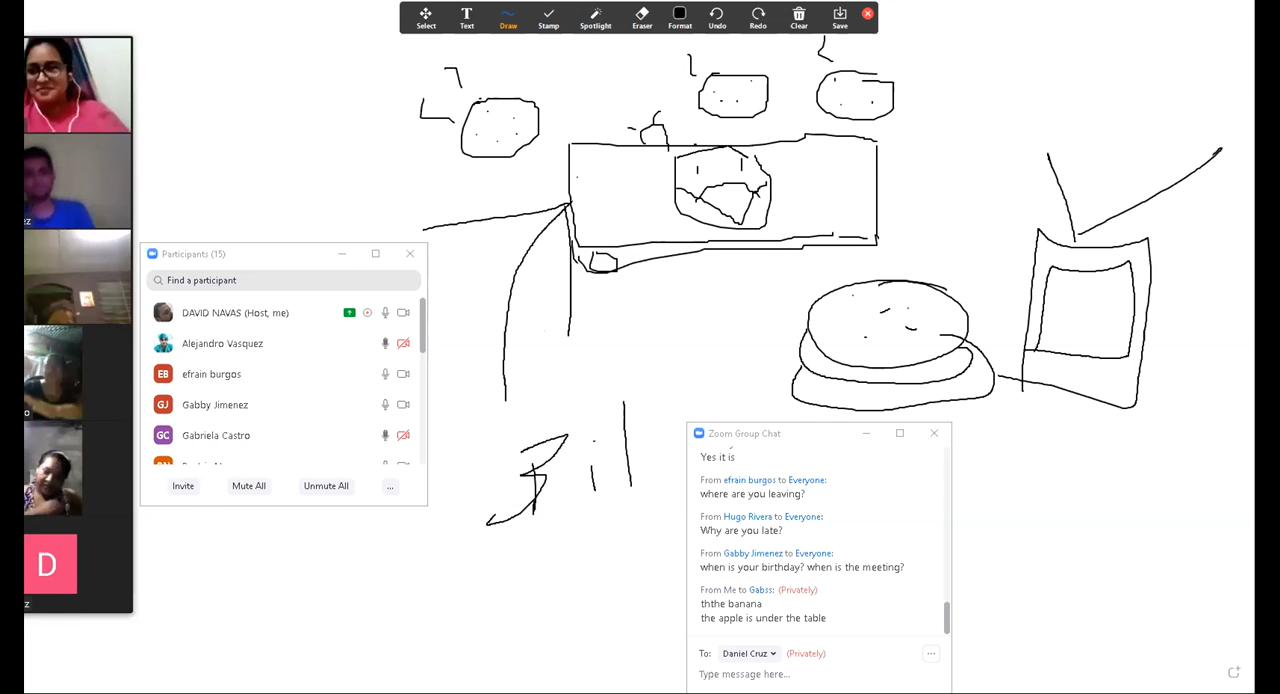 Select Text Draw Stamp Spotlight Eraser Format Undo Redo Clear Save
Participants (15)
Find a participant
DAVID NAVAS (Host, me)
Alejandro Vasquez
EB efrain burgos
GJ Gabby Jimenez
GC Gabriela Castro
Invite Mute All Unmute All ...
D
Zoom Group Chat
Yes it is
From efrain burgos to Everyone:
where are you leaving?
From Hugo Rivera to Everyone:
Why are you late?
From Gabby Jimenez to Everyone:
when is your birthday? when is the meeting?
From Me to Gabss: (Privately)
ththe banana
the apple is under the table
To: Daniel Cruz (Privately)
Type message here...